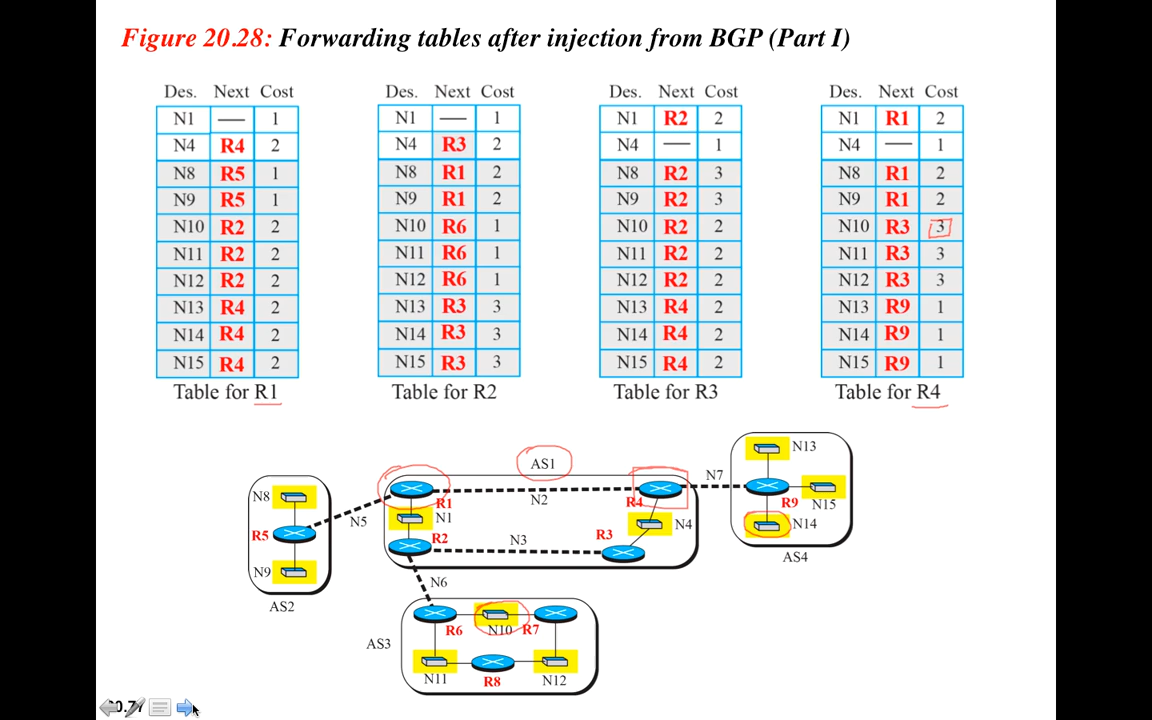 Figure 20.28: Forwarding tables after injection from BGP (Part I)
Des. Next Cost
N1 — 1
N4 R4 2
N8 R5 1
N9 R5 1
N10 R2 2
N11 R2 2
N12 R2 2
N13 R4 2
N14 R4 2
N15 R4 2
Table for R1
Des. Next Cost
N1 — 1
N4 R3 2
N8 R1 2
N9 R1 2
N10 R6 1
N11 R6 1
N12 R6 1
N13 R3 3
N14 R3 3
N15 R3 3
Table for R2
Des. Next Cost
N1 R2 2
N4 — 1
N8 R2 3
N9 R2 3
N10 R2 2
N11 R2 2
N12 R2 2
N13 R4 2
N14 R4 2
N15 R4 2
Table for R3
Des. Next Cost
N1 R1 2
N4 — 1
N8 R1 2
N9 R1 2
N10 R3 3
N11 R3 3
N12 R3 3
N13 R9 1
N14 R9 1
N15 R9 1
Table for R4
N8
R5
N9
AS2
N5
AS1
R1
N2
R4
N1
R2
N3
R3
N4
N7
N13
R9
N15
N14
AS4
N6
AS3
R6
N10
R7
N11
R8
N12